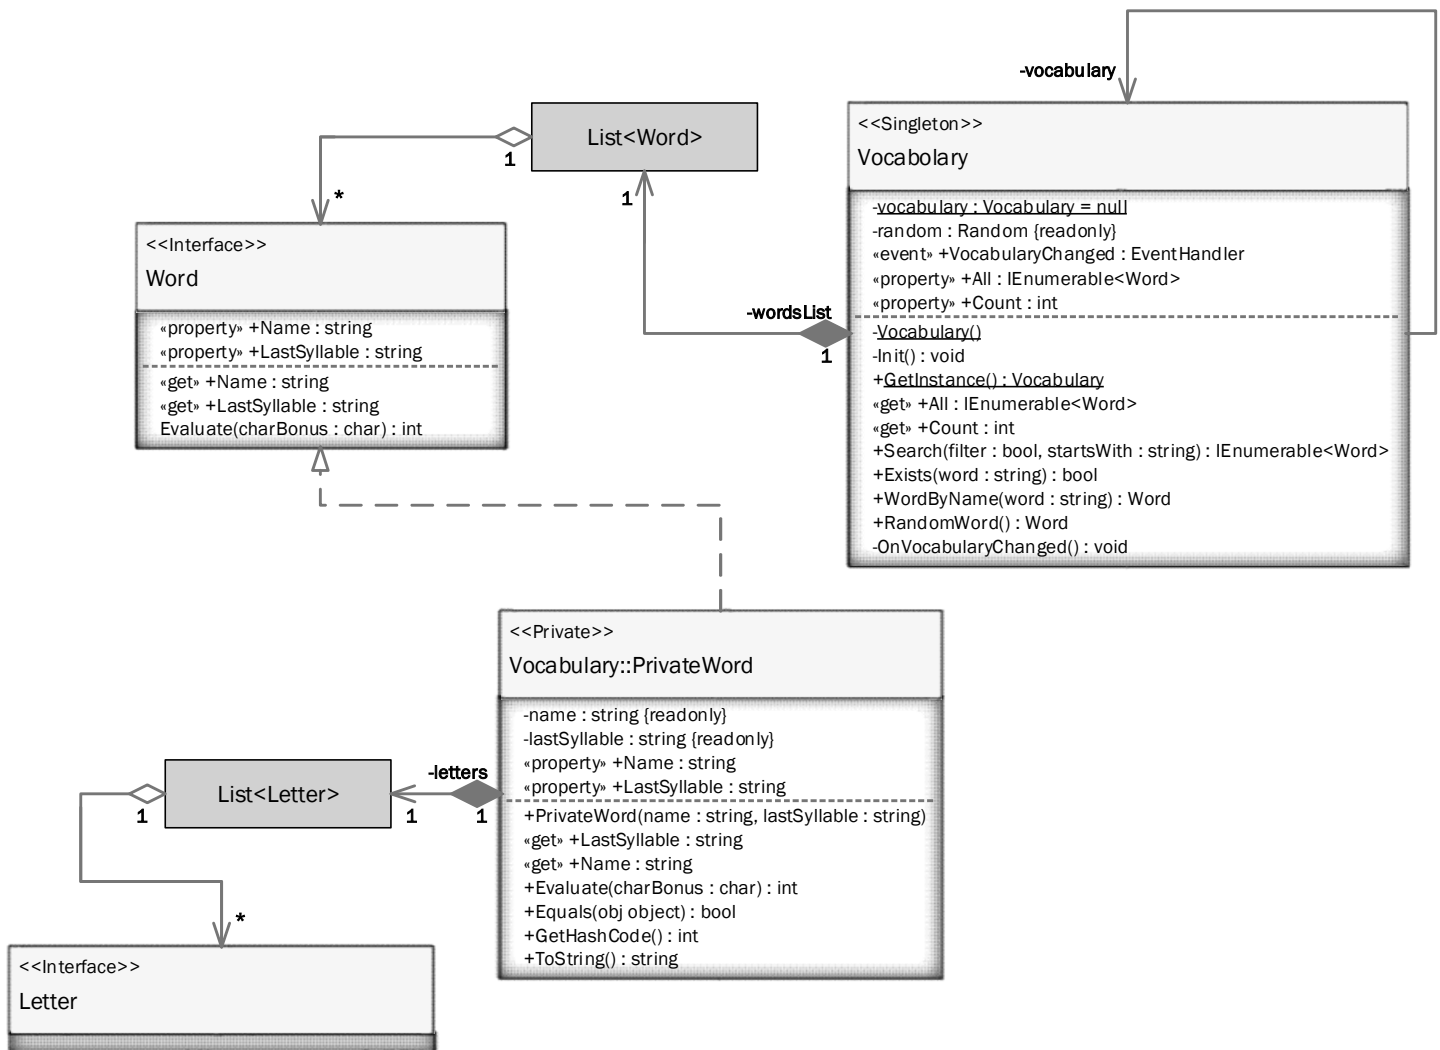 -vocabulary
List<Word>
1
*
1
<<Singleton>>
Vocabolary
-vocabulary : Vocabulary = null
-random : Random {readonly}
«event» +VocabularyChanged : EventHandler
«property» +All : IEnumerable<Word>
«property» +Count : int
-Vocabulary()
-Init() : void
+GetInstance() : Vocabulary
«get» +All : IEnumerable<Word>
«get» +Count : int
+Search(filter : bool, startsWith : string) : IEnumerable<Word>
+Exists(word : string) : bool
+WordByName(word : string) : Word
+RandomWord() : Word
-OnVocabularyChanged() : void
-wordsList
1
<<Interface>>
Word
«property» +Name : string
«property» +LastSyllable : string
«get» +Name : string
«get» +LastSyllable : string
Evaluate(charBonus : char) : int
<<Private>>
Vocabulary::PrivateWord
-name : string {readonly}
-lastSyllable : string {readonly}
«property» +Name : string
«property» +LastSyllable : string
+PrivateWord(name : string, lastSyllable : string)
«get» +LastSyllable : string
«get» +Name : string
+Evaluate(charBonus : char) : int
+Equals(obj object) : bool
+GetHashCode() : int
+ToString() : string
-letters
1
1
List<Letter>
1
*
<<Interface>>
Letter